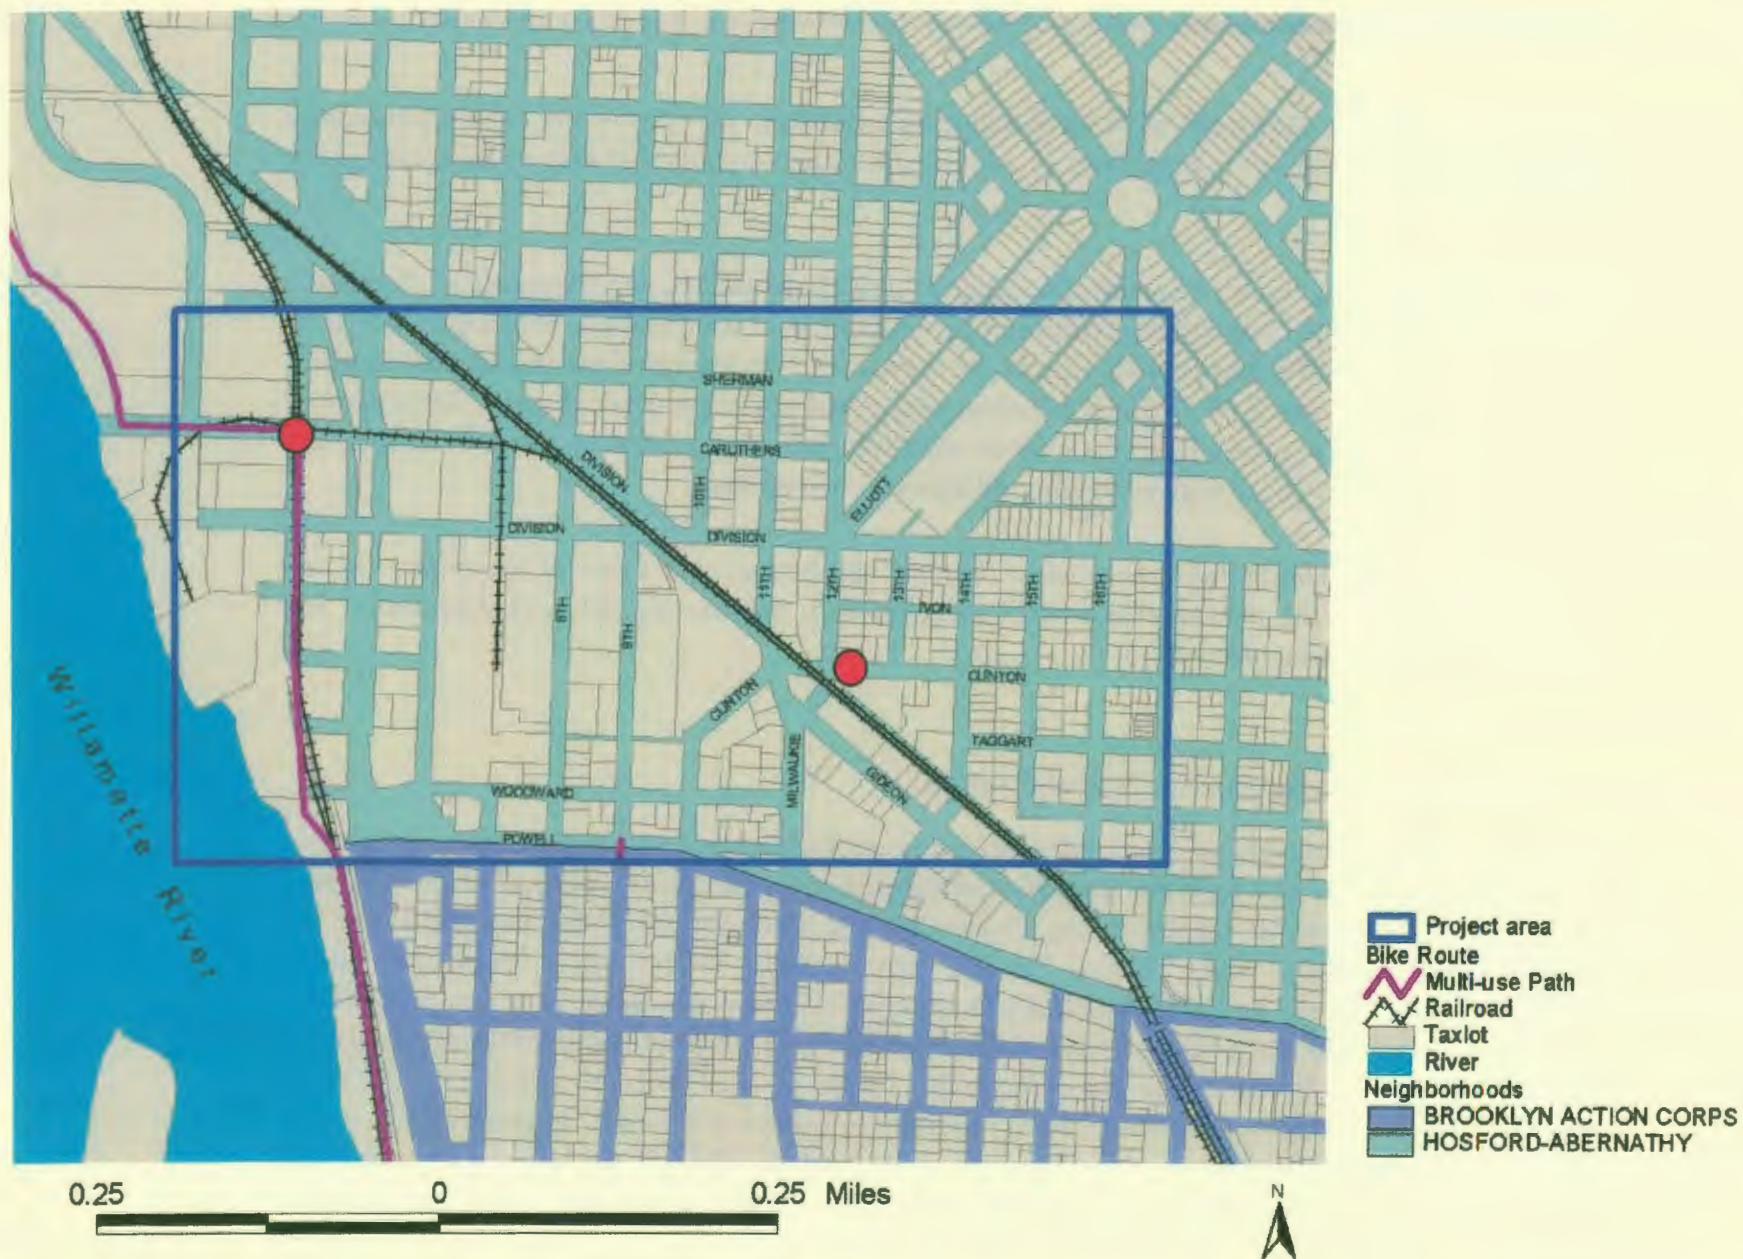 SHERMAN
CARUTHERS
DIVISION
10TH
ELLIOTT
DIVISION
DIVISION
11TH
12TH
13TH
14TH
15TH
16TH
IVON
8TH
9TH
CLINTON
CLINTON
TAGGART
MILWAUKIE
GIDEON
WOODWARD
POWELL
Willamette River
Project area
Bike Route
Multi-use Path
Railroad
Taxlot
River
Neighborhoods
BROOKLYN ACTION CORPS
HOSFORD-ABERNATHY
0.25 0 0.25 Miles
N